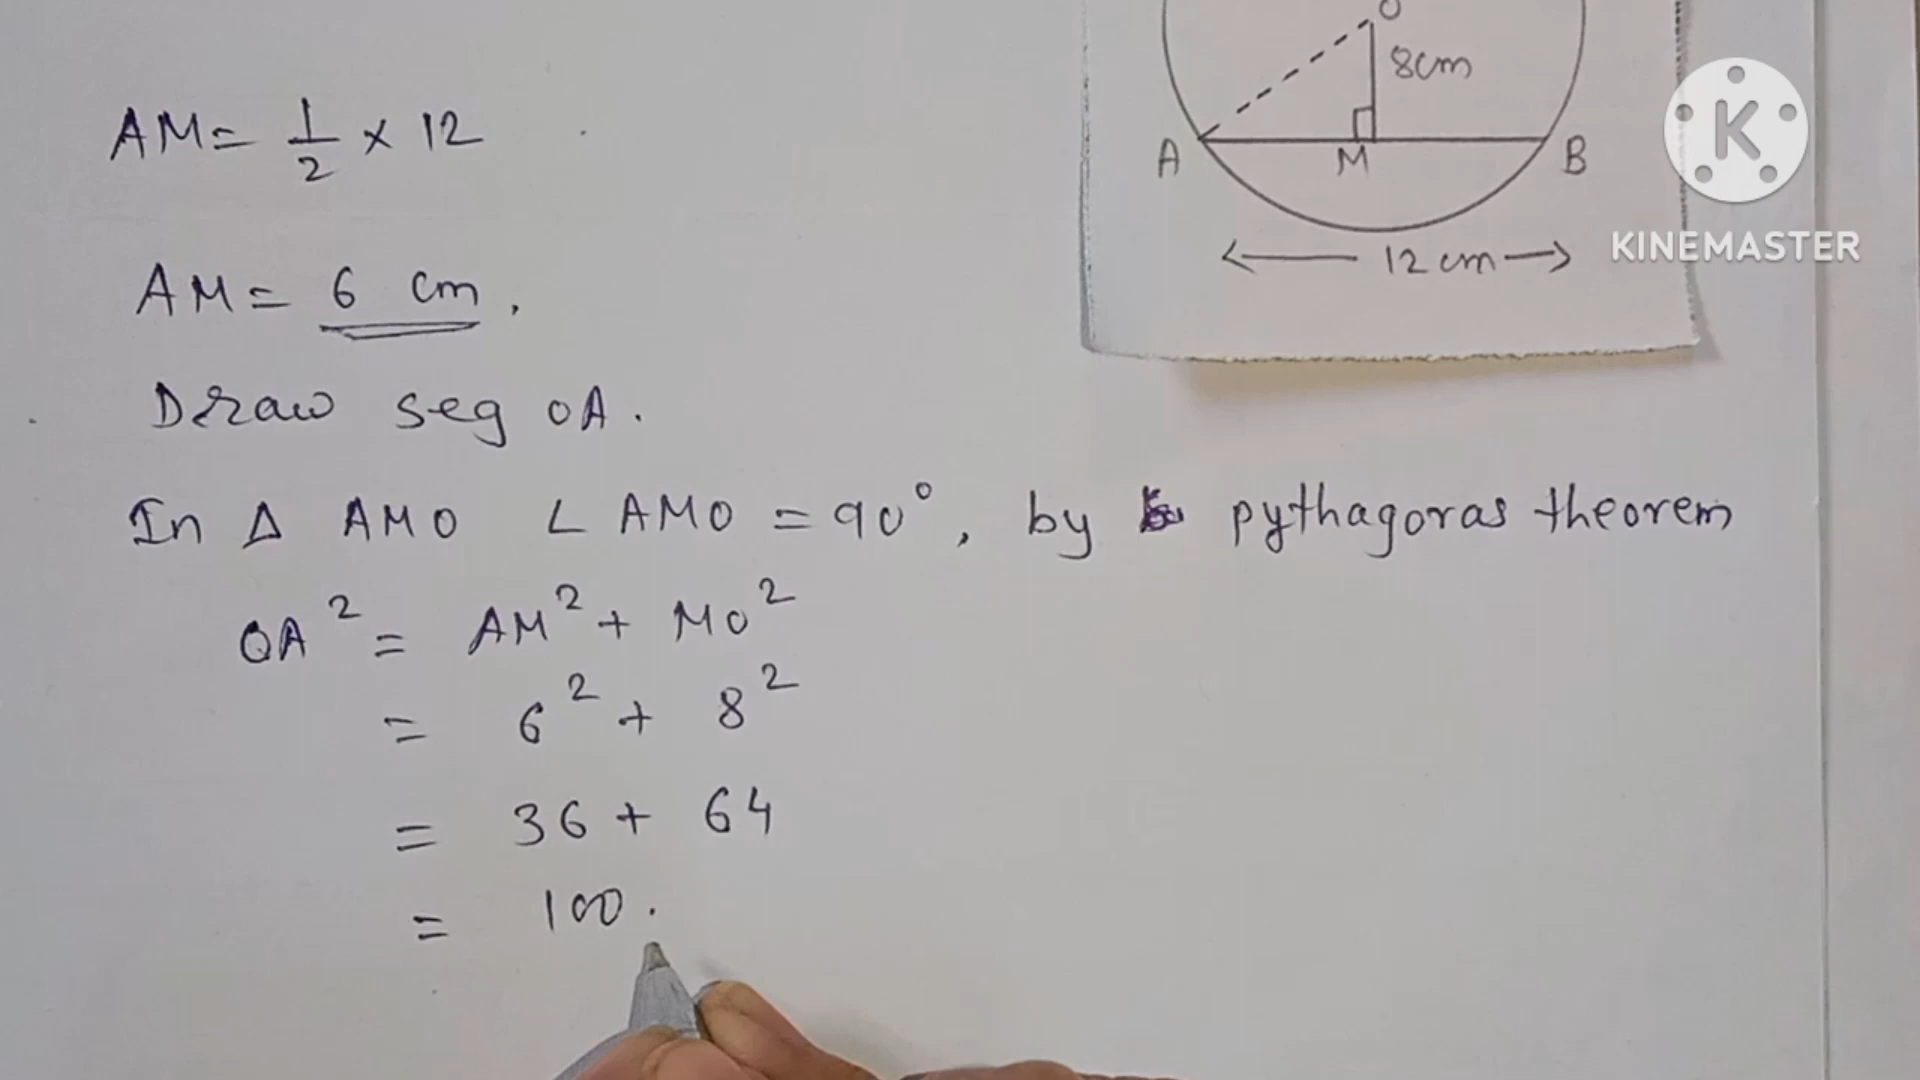 AM = 1/2 × 12
AM = 6 cm.
Draw seg OA.
In Δ AMO ∠ AMO = 90°, by pythagoras theorem
OA² = AM² + MO²
= 6² + 8²
= 36 + 64
= 100.
O
8cm
A M B
12 cm
K
KINEMASTER